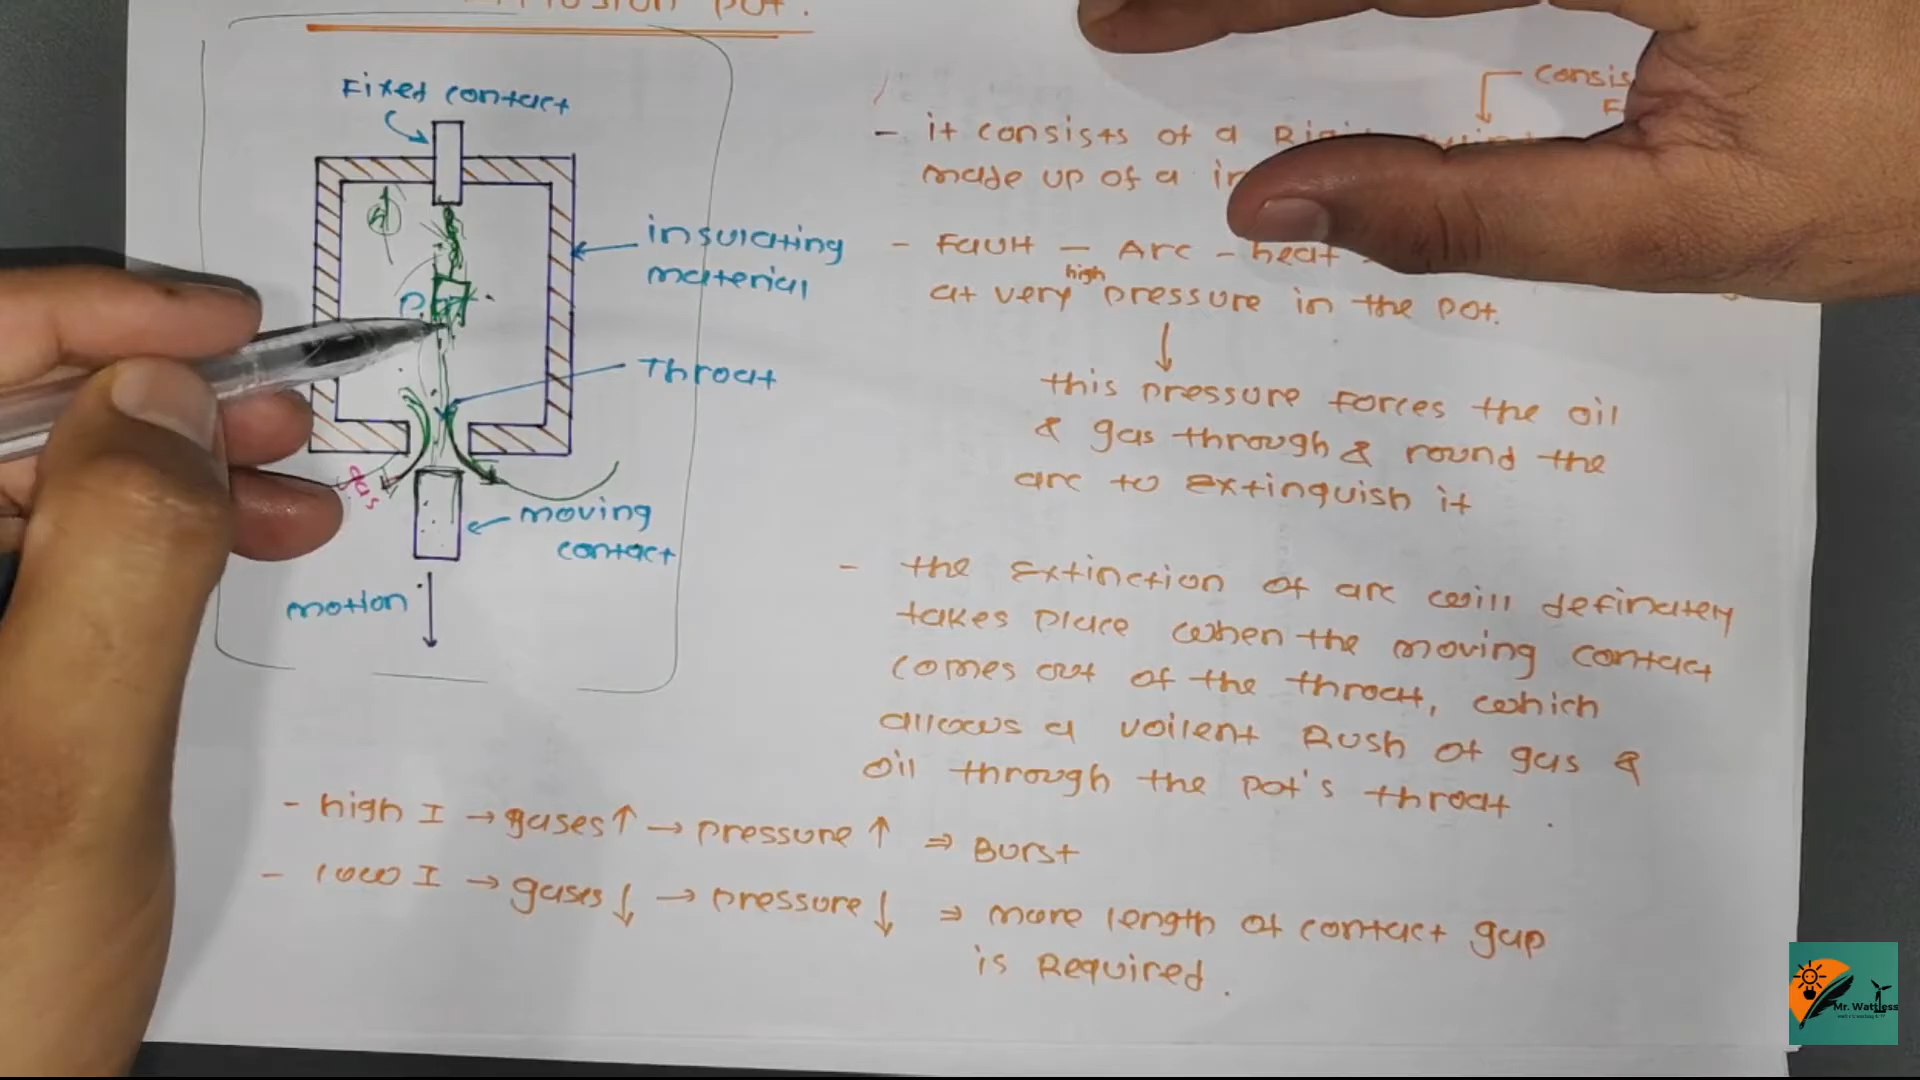 pot.
Fixed contact
insulating
material
Throat
gas
moving
contact
motion
consis
- it consists of a
made up of a
- Fault - Arc - heat
high
at very pressure in the pot.
this pressure forces the oil
& gas through & round the
arc to extinguish it
- the Extinction of arc will definately
takes place when the moving contact
comes out of the throat, which
allows a voilent Rush of gas &
oil through the pot's throat.
- high I → gases↑ → pressure ↑ ⇒ Burst
- low I → gases↓ → pressure↓ ⇒ more length of contact gap
is Required.
Mr. Wattless